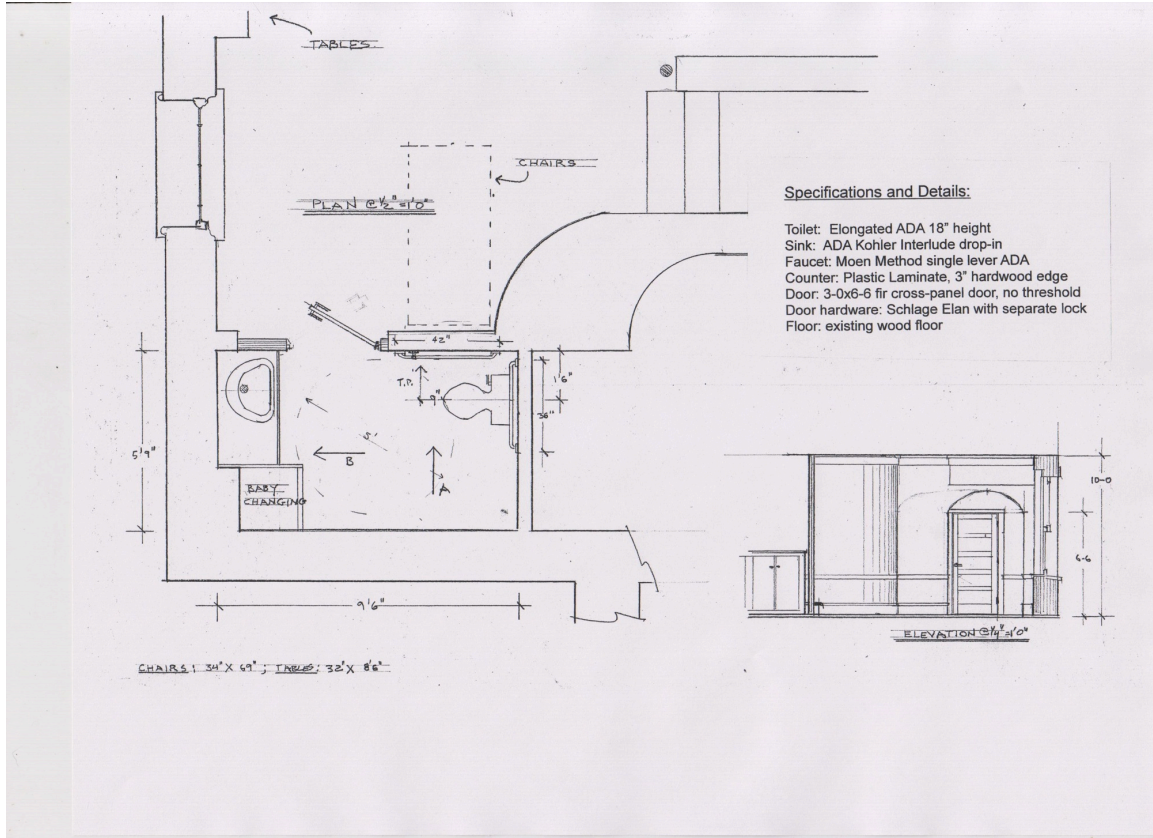 TABLES
CHAIRS
PLAN @ 1/2"=1'0"
Specifications and Details:
Toilet:  Elongated ADA 18” height
Sink:  ADA Kohler Interlude drop-in
Faucet: Moen Method single lever ADA
Counter: Plastic Laminate, 3” hardwood edge
Door: 3-0x6-6 fir cross-panel door, no threshold
Door hardware: Schlage Elan with separate lock
Floor: existing wood floor
42"
T.P.
9"
1'6"
36"
5'
5'9"
B
A
BABY
CHANGING
10-0
6-6
9'6"
ELEVATION @ 1/4"=1'0"
CHAIRS: 34" X 69" ; TABLES: 32" X 8'6"